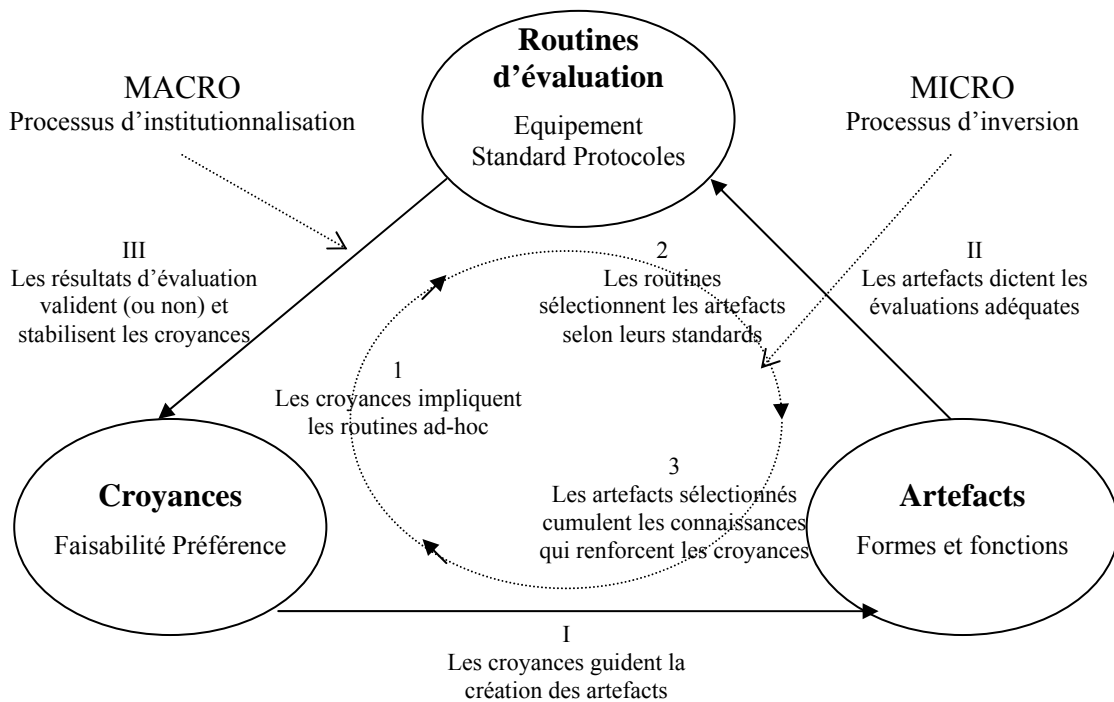 Routines
d’évaluation
Equipement
Standard Protocoles
MACRO
Processus d’institutionnalisation
MICRO
Processus d’inversion
III
Les résultats d’évaluation
valident (ou non) et
stabilisent les croyances
2
Les routines
sélectionnent les artefacts
selon leurs standards
II
Les artefacts dictent les
évaluations adéquates
1
Les croyances impliquent
les routines ad-hoc
3
Les artefacts sélectionnés
cumulent les connaissances
qui renforcent les croyances
Croyances
Faisabilité Préférence
Artefacts
Formes et fonctions
I
Les croyances guident la
création des artefacts